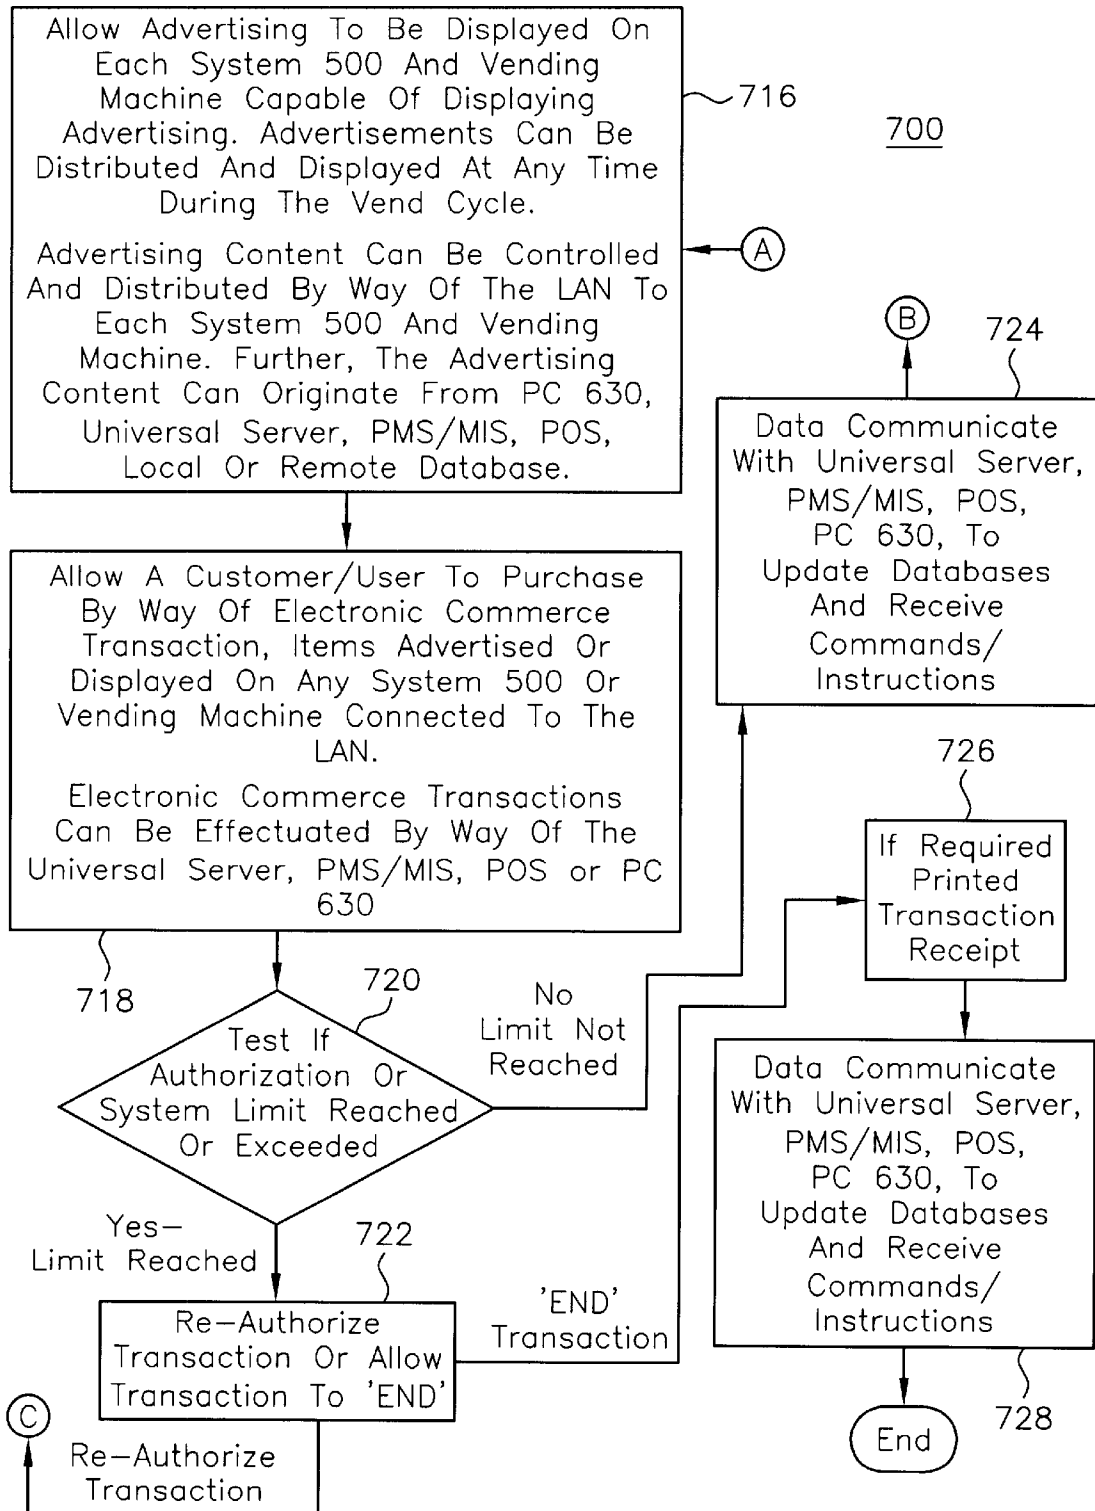 Allow Advertising To Be Displayed On
Each System 500 And Vending
Machine Capable Of Displaying
Advertising. Advertisements Can Be
Distributed And Displayed At Any Time
During The Vend Cycle.
Advertising Content Can Be Controlled
And Distributed By Way Of The LAN To
Each System 500 And Vending
Machine. Further, The Advertising
Content Can Originate From PC 630,
Universal Server, PMS/MIS, POS,
Local Or Remote Database.
716
700
A
Allow A Customer/User To Purchase
By Way Of Electronic Commerce
Transaction, Items Advertised Or
Displayed On Any System 500 Or
Vending Machine Connected To The
LAN.
Electronic Commerce Transactions
Can Be Effectuated By Way Of The
Universal Server, PMS/MIS, POS or PC
630
718
720
Test If
Authorization Or
System Limit Reached
Or Exceeded
No
Limit Not
Reached
Yes-
Limit Reached
722
Re-Authorize
Transaction Or Allow
Transaction To 'END'
'END'
Transaction
C
Re-Authorize
Transaction
B
724
Data Communicate
With Universal Server,
PMS/MIS, POS,
PC 630, To
Update Databases
And Receive
Commands/
Instructions
726
If Required
Printed
Transaction
Receipt
Data Communicate
With Universal Server,
PMS/MIS, POS,
PC 630, To
Update Databases
And Receive
Commands/
Instructions
728
End